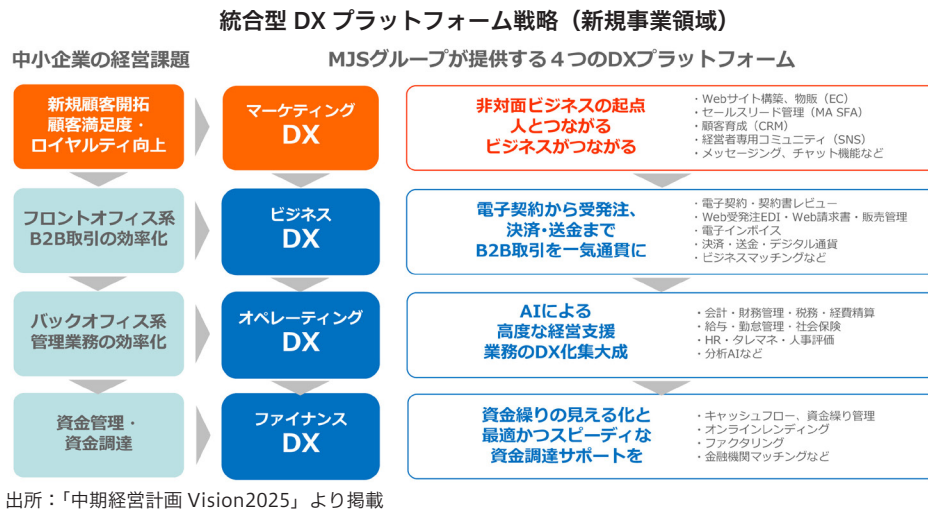 統合型 DX プラットフォーム戦略（新規事業領域）
中小企業の経営課題
MJSグループが提供する４つのDXプラットフォーム
新規顧客開拓
顧客満足度・
ロイヤルティ向上
マーケティング
DX
非対面ビジネスの起点
人とつながる
ビジネスがつながる
・Webサイト構築、物販（EC）
・セールスリード管理（MA SFA）
・顧客育成（CRM）
・経営者専用コミュニティ（SNS）
・メッセージング、チャット機能など
フロントオフィス系
B2B取引の効率化
ビジネス
DX
電子契約から受発注、
決済・送金まで
B2B取引を一気通貫に
・電子契約・契約書レビュー
・Web受発注EDI・Web請求書・販売管理
・電子インボイス
・決済・送金・デジタル通貨
・ビジネスマッチングなど
バックオフィス系
管理業務の効率化
オペレーティング
DX
AIによる
高度な経営支援
業務のDX化集大成
・会計・財務管理・税務・経費精算
・給与・勤怠管理・社会保険
・HR・タレマネ・人事評価
・分析AIなど
資金管理・
資金調達
ファイナンス
DX
資金繰りの見える化と
最適かつスピーディな
資金調達サポートを
・キャッシュフロー、資金繰り管理
・オンラインレンディング
・ファクタリング
・金融機関マッチングなど
出所：「中期経営計画 Vision2025」より掲載